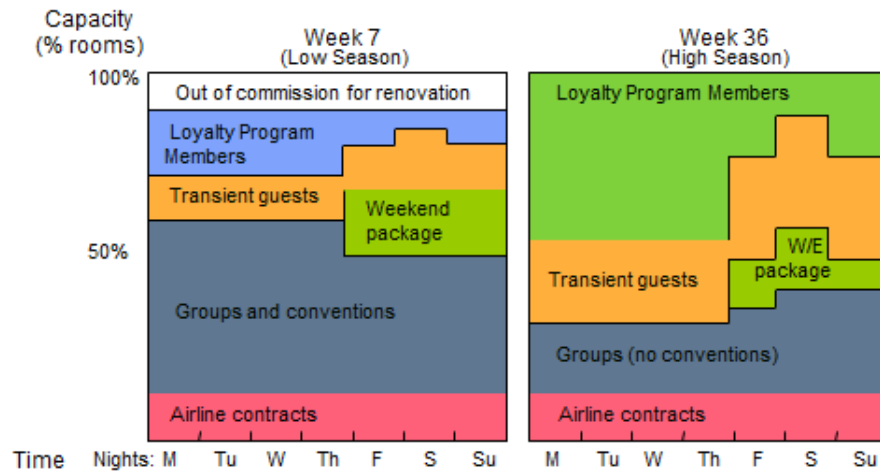 Capacity
(% rooms)
Week 7
(Low Season)
Week 36
(High Season)
100%
Out of commission for renovation
Loyalty Program
Members
Transient guests
Weekend
package
50%
Groups and conventions
Airline contracts
Loyalty Program Members
W/E
package
Transient guests
Groups (no conventions)
Airline contracts
Time Nights: M Tu W Th F S Su M Tu W Th F S Su